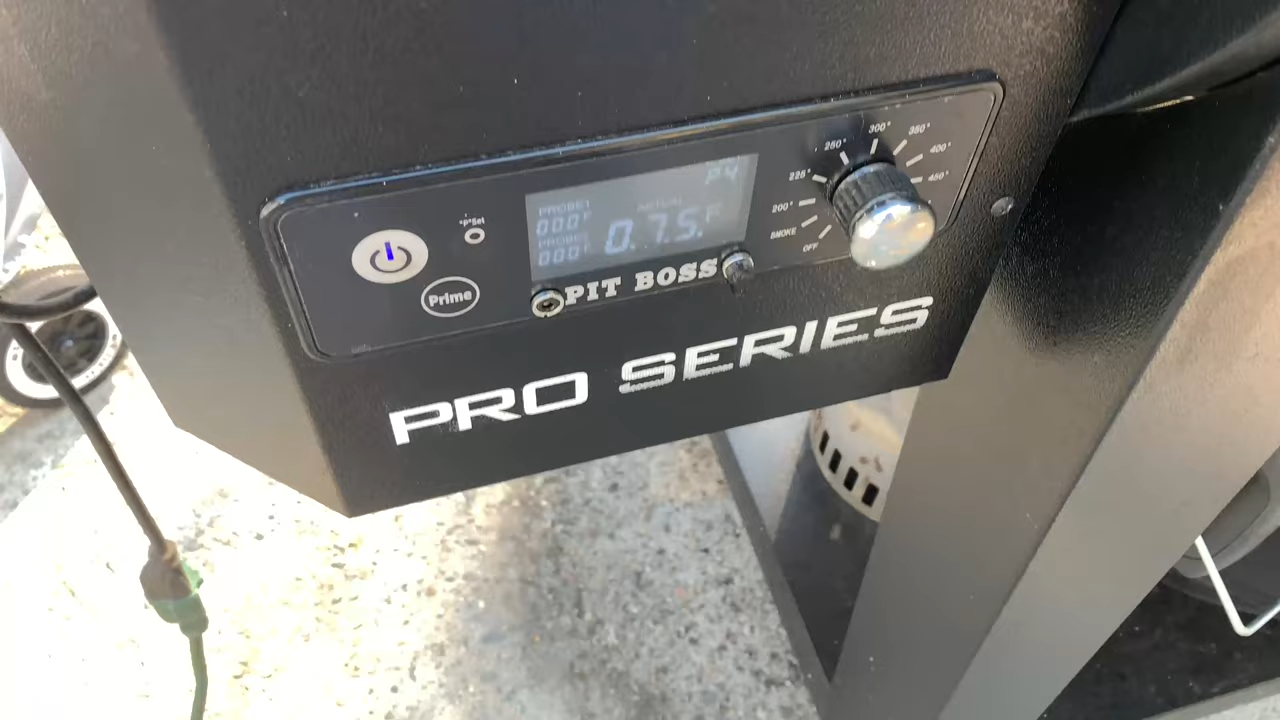 "P"Set
Prime
P4
PROBE1
000°F
PROBE2
000°F
ACTUAL
075°F
PIT BOSS
OFF
SMOKE
200°
225°
250°
300°
350°
400°
450°
PRO SERIES